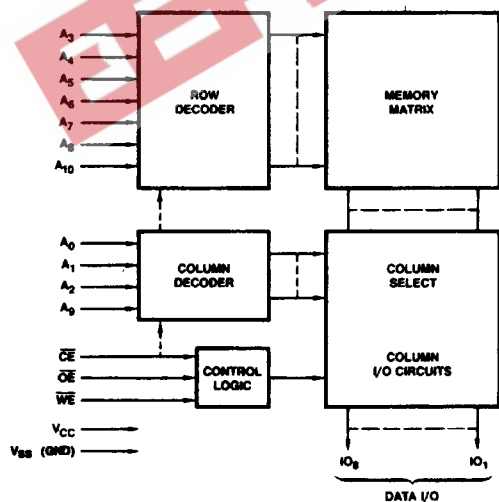 A3
A4
A5
A6
A7
A8
A10
ROW
DECODER
MEMORY
MATRIX
A0
A1
A2
A9
COLUMN
DECODER
COLUMN
SELECT
COLUMN
I/O CIRCUITS
CE
OE
WE
CONTROL
LOGIC
VCC
VSS (GND)
IO8
IO1
DATA I/O